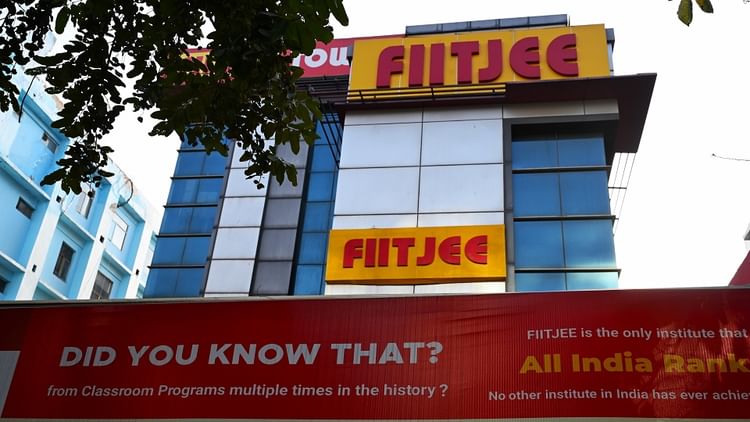 FIITJEE
FIITJEE
DID YOU KNOW THAT?
from Classroom Programs multiple times in the history ?
FIITJEE is the only institute that
All India Rank
No other institute in India has ever